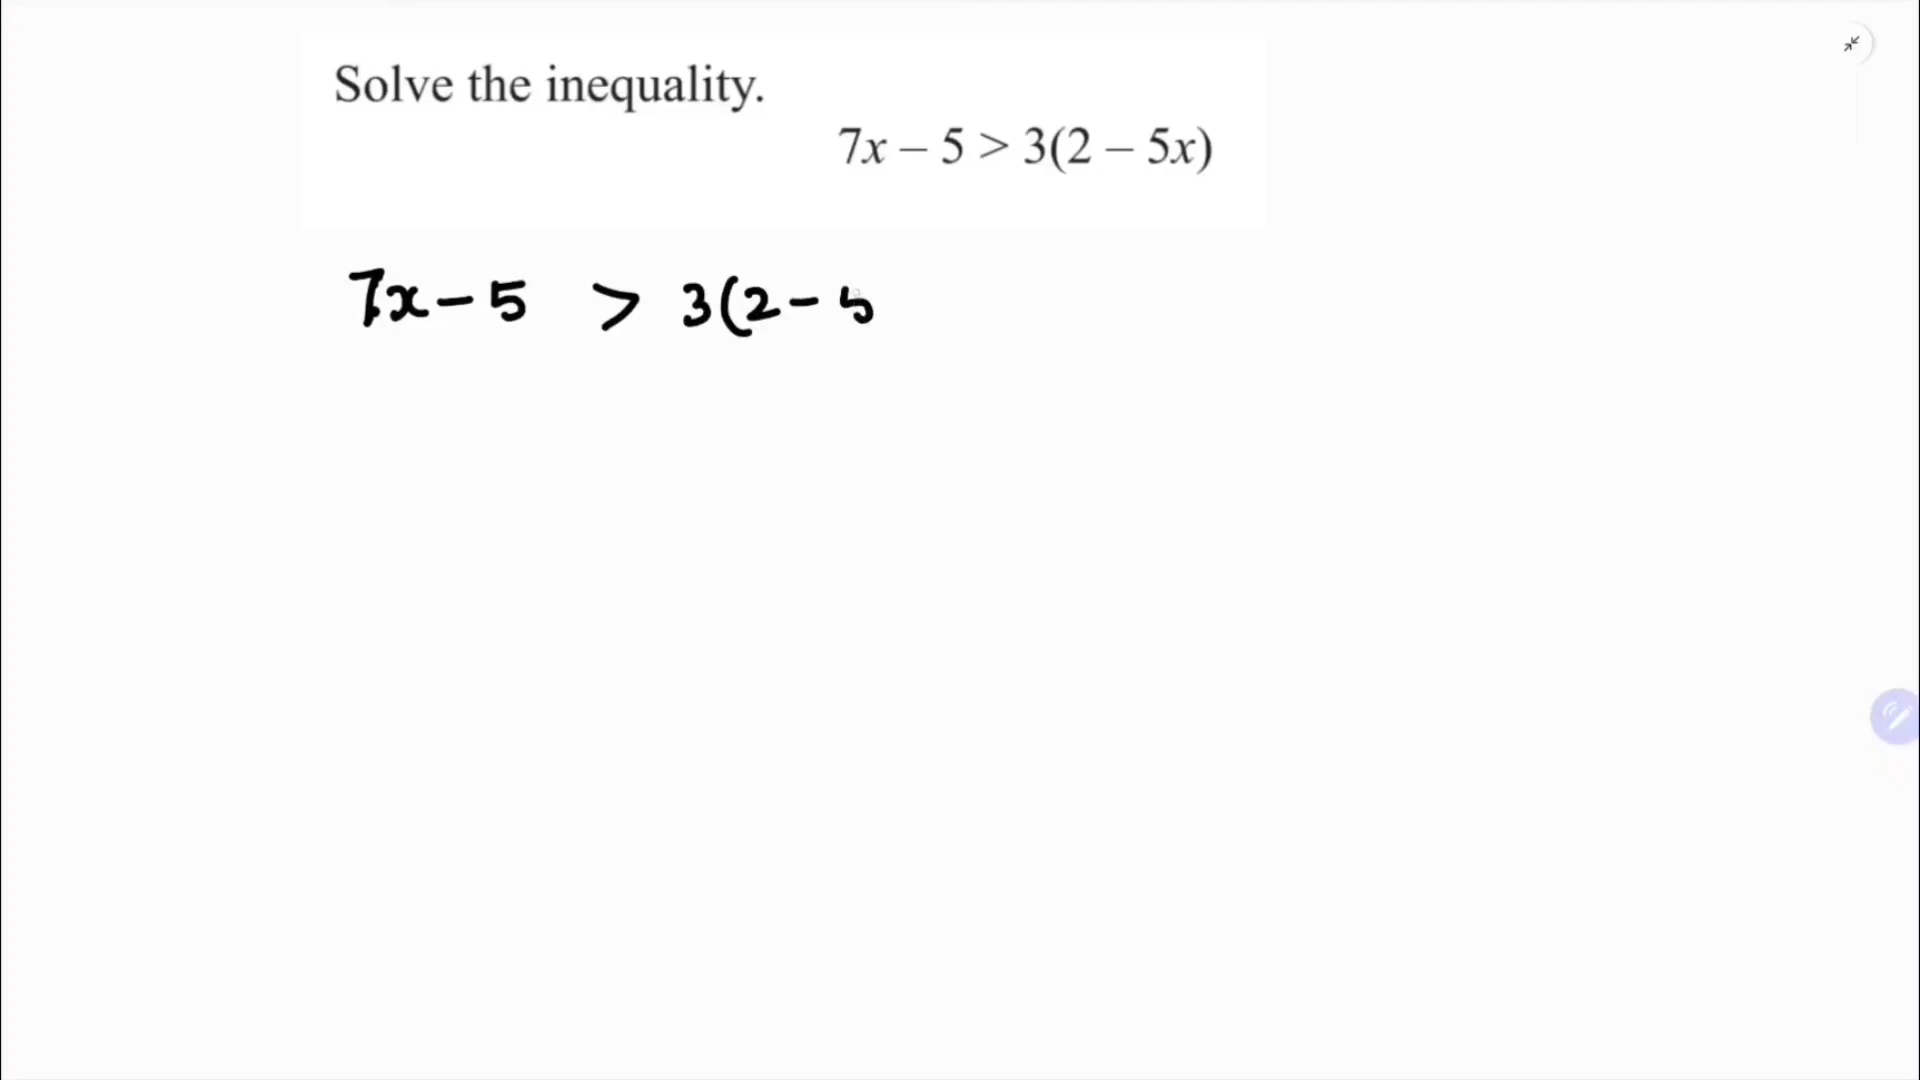 Solve the inequality.
7x – 5 > 3(2 – 5x)
7x – 5 > 3(2 – 5